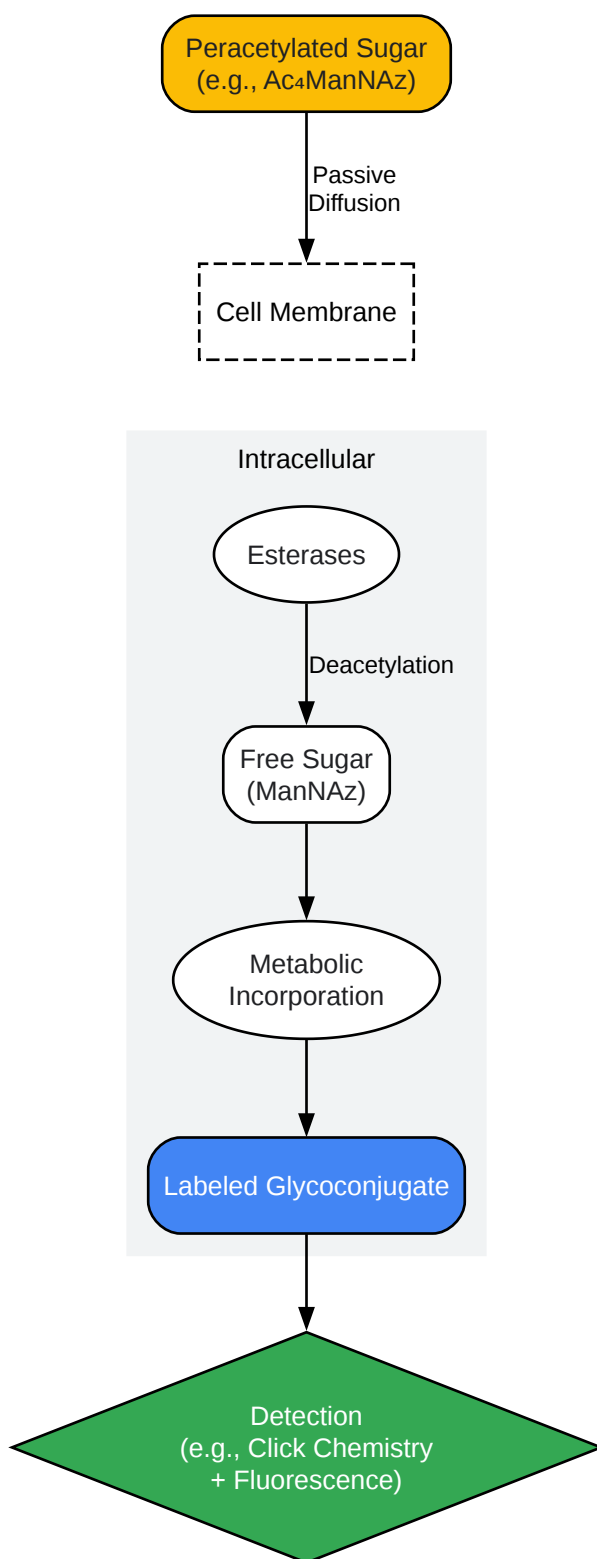 Peracetylated Sugar
(e.g., Ac₄ManNAz)
Passive
Diffusion
Cell Membrane
Intracellular
Esterases
Deacetylation
Free Sugar
(ManNAz)
Metabolic
Incorporation
Labeled Glycoconjugate
Detection
(e.g., Click Chemistry
+ Fluorescence)